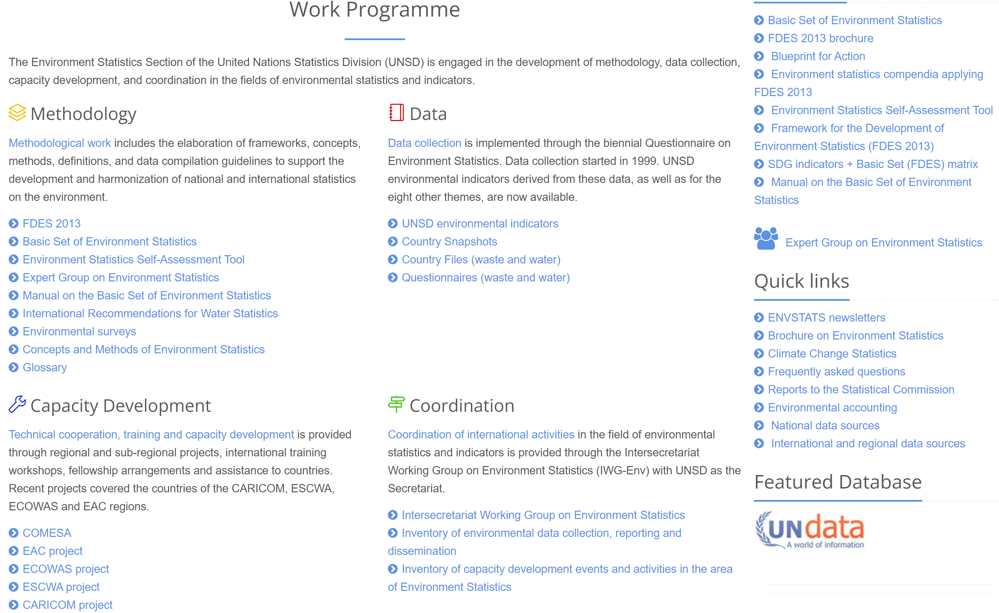 Work Programme
The Environment Statistics Section of the United Nations Statistics Division (UNSD) is engaged in the development of methodology, data collection,
capacity development, and coordination in the fields of environmental statistics and indicators.
Methodology
Methodological work includes the elaboration of frameworks, concepts,
methods, definitions, and data compilation guidelines to support the
development and harmonization of national and international statistics
on the environment.
FDES 2013
Basic Set of Environment Statistics
Environment Statistics Self-Assessment Tool
Expert Group on Environment Statistics
Manual on the Basic Set of Environment Statistics
International Recommendations for Water Statistics
Environmental surveys
Concepts and Methods of Environment Statistics
Glossary
Data
Data collection is implemented through the biennial Questionnaire on
Environment Statistics. Data collection started in 1999. UNSD
environmental indicators derived from these data, as well as for the
eight other themes, are now available.
UNSD environmental indicators
Country Snapshots
Country Files (waste and water)
Questionnaires (waste and water)
Capacity Development
Technical cooperation, training and capacity development is provided
through regional and sub-regional projects, international training
workshops, fellowship arrangements and assistance to countries.
Recent projects covered the countries of the CARICOM, ESCWA,
ECOWAS and EAC regions.
COMESA
EAC project
ECOWAS project
ESCWA project
CARICOM project
Coordination
Coordination of international activities in the field of environmental
statistics and indicators is provided through the Intersecretariat
Working Group on Environment Statistics (IWG-Env) with UNSD as the
Secretariat.
Intersecretariat Working Group on Environment Statistics
Inventory of environmental data collection, reporting and
dissemination
Inventory of capacity development events and activities in the area
of Environment Statistics
Basic Set of Environment Statistics
FDES 2013 brochure
Blueprint for Action
Environment statistics compendia applying
FDES 2013
Environment Statistics Self-Assessment Tool
Framework for the Development of
Environment Statistics (FDES 2013)
SDG indicators + Basic Set (FDES) matrix
Manual on the Basic Set of Environment
Statistics
Expert Group on Environment Statistics
Quick links
ENVSTATS newsletters
Brochure on Environment Statistics
Climate Change Statistics
Frequently asked questions
Reports to the Statistical Commission
Environmental accounting
National data sources
International and regional data sources
Featured Database
UNdata
A world of information